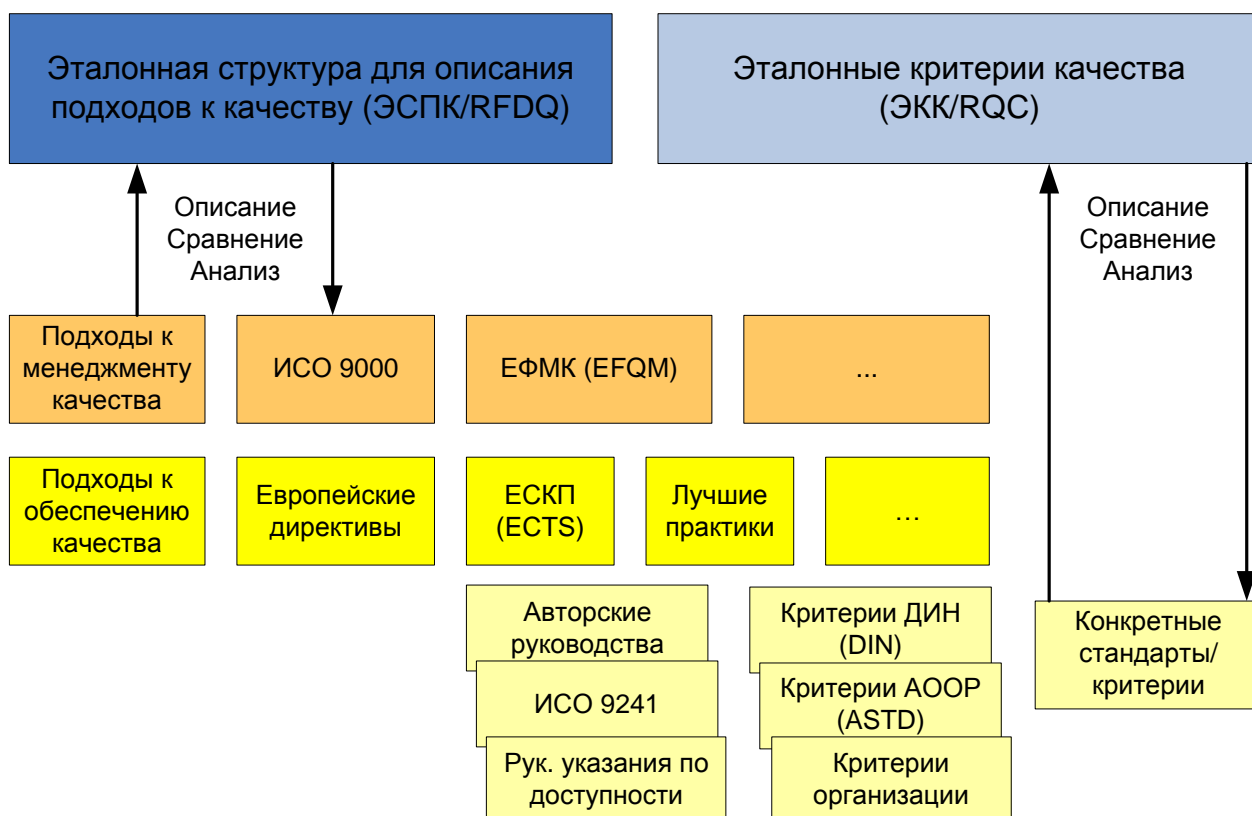 Эталонная структура для описания
подходов к качеству (ЭСПК/RFDQ)
Эталонные критерии качества
(ЭКК/RQC)
Описание
Сравнение
Анализ
Описание
Сравнение
Анализ
Подходы к
менеджменту
качества
ИСО 9000
ЕФМК (EFQM)
...
Подходы к
обеспечению
качества
Европейские
директивы
ЕСКП
(ECTS)
Лучшие
практики
...
Авторские
руководства
ИСО 9241
Рук. указания по
доступности
Критерии ДИН
(DIN)
Критерии АООР
(ASTD)
Критерии
организации
Конкретные
стандарты/
критерии